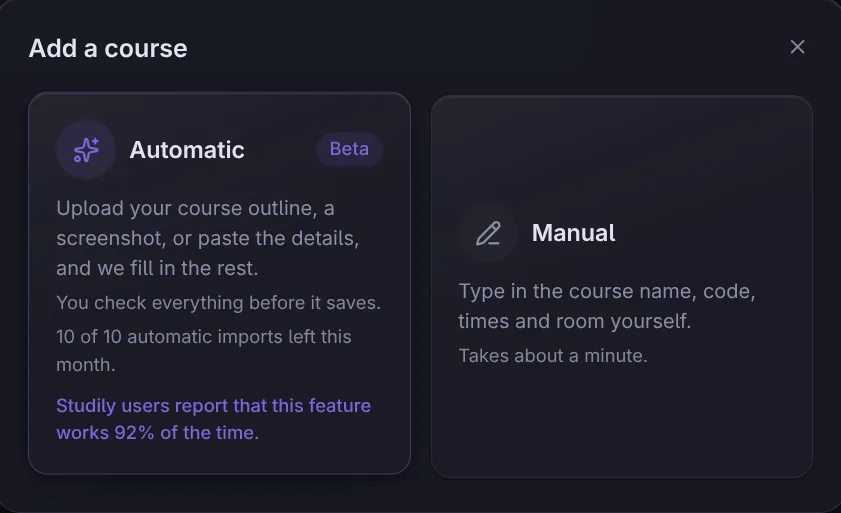 Add a course
Automatic
Beta
Upload your course outline, a
screenshot, or paste the details,
and we fill in the rest.
You check everything before it saves.
10 of 10 automatic imports left this
month.
Studily users report that this feature
works 92% of the time.
Manual
Type in the course name, code,
times and room yourself.
Takes about a minute.